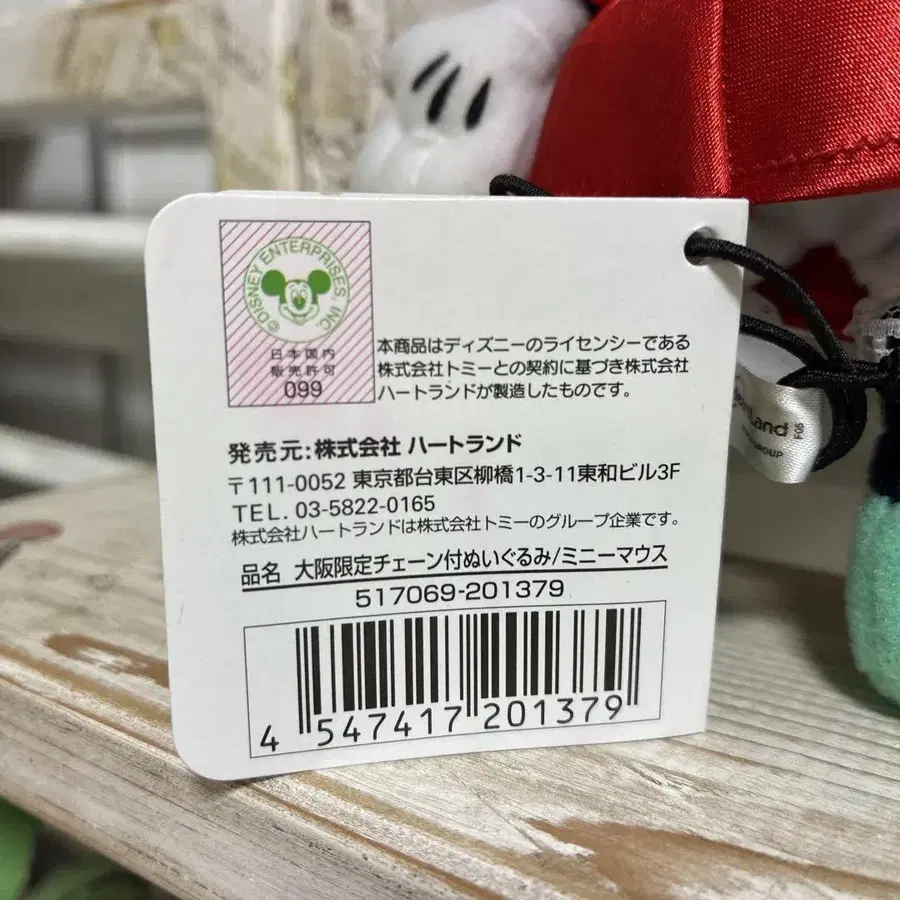 ©DISNEY ENTERPRISES, INC.
日本国内
販売許可
099
本商品はディズニーのライセンシーである
株式会社トミーとの契約に基づき株式会社
ハートランドが製造したものです。
発売元:株式会社 ハートランド
〒111-0052 東京都台東区柳橋1-3-11東和ビル3F
TEL. 03-5822-0165
株式会社ハートランドは株式会社トミーのグループ企業です。
品名 大阪限定チェーン付ぬいぐるみ/ミニーマウス
517069-201379
4 547417 201379
F06